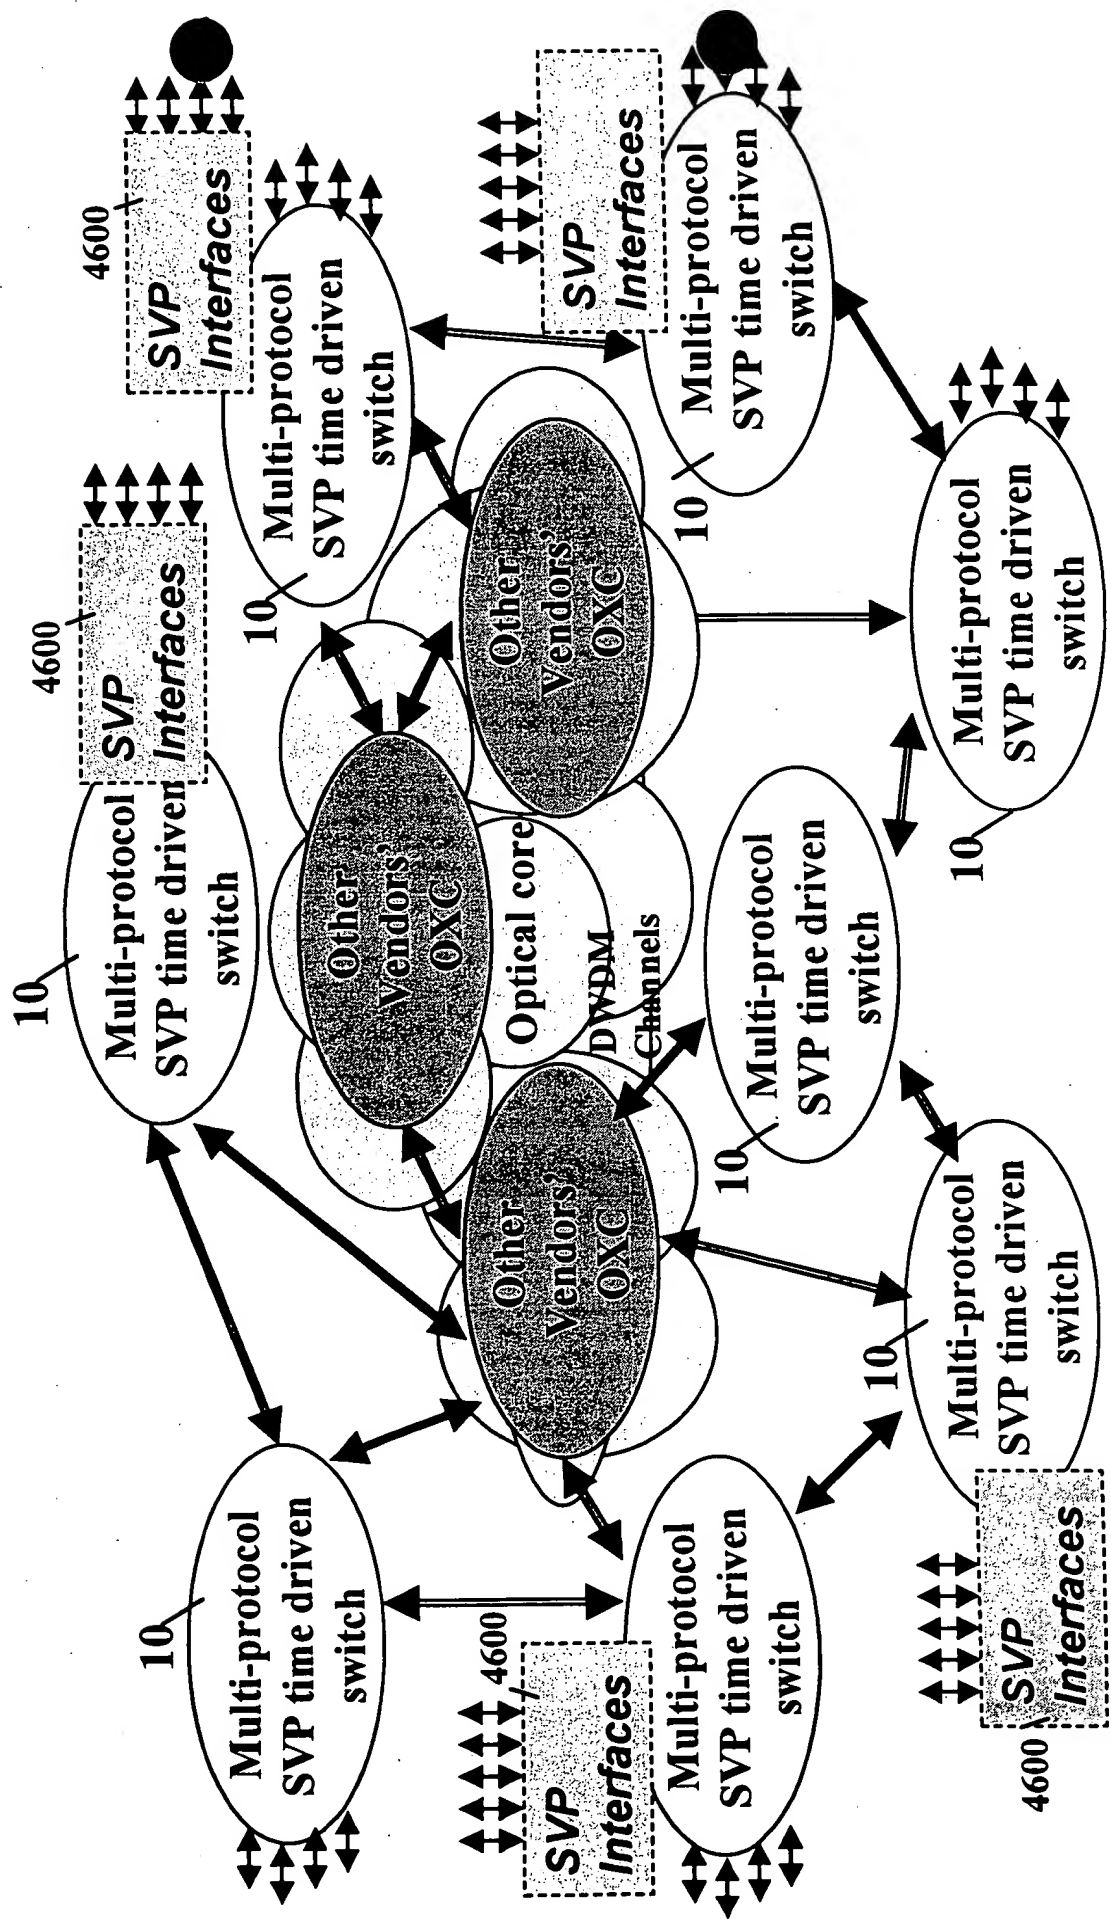 10
4600
SVP
Interfaces
Multi-protocol
SVP time driven
switch
4600
SVP
Interfaces
10
Multi-protocol
SVP time driven
switch
10
Multi-protocol
SVP time driven
switch
Other
Vendors'
OXC
4600
SVP
Interfaces
Multi-protocol
SVP time driven
switch
Other
Vendors'
OXC
Optical core
DWDM
Channels
Other
Vendors'
OXC
SVP
Interfaces
10
Multi-protocol
SVP time driven
switch
10
Multi-protocol
SVP time driven
switch
10
Multi-protocol
SVP time driven
switch
10
Multi-protocol
SVP time driven
switch
SVP
Interfaces
4600